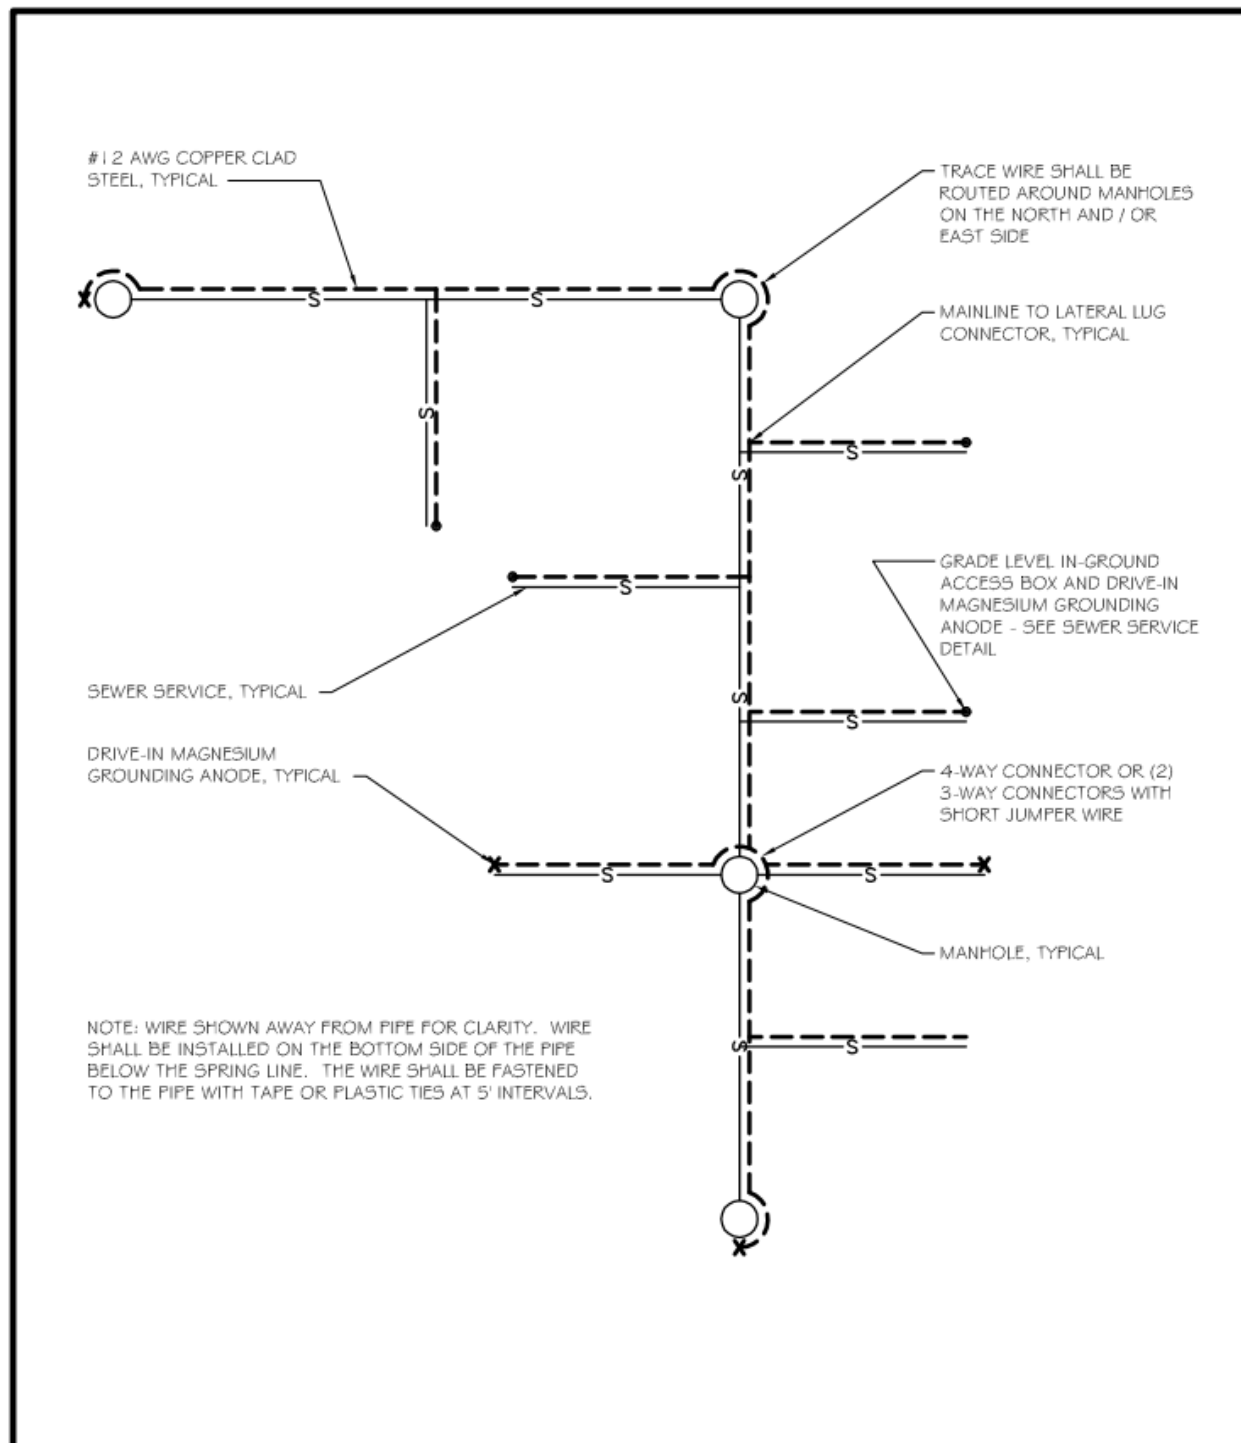 #12 AWG COPPER CLAD
STEEL, TYPICAL
TRACE WIRE SHALL BE
ROUTED AROUND MANHOLES
ON THE NORTH AND / OR
EAST SIDE
S
S
MAINLINE TO LATERAL LUG
CONNECTOR, TYPICAL
S
S
S
GRADE LEVEL IN-GROUND
ACCESS BOX AND DRIVE-IN
MAGNESIUM GROUNDING
ANODE - SEE SEWER SERVICE
DETAIL
S
SEWER SERVICE, TYPICAL
S
S
DRIVE-IN MAGNESIUM
GROUNDING ANODE, TYPICAL
4-WAY CONNECTOR OR (2)
3-WAY CONNECTORS WITH
SHORT JUMPER WIRE
S
S
MANHOLE, TYPICAL
NOTE: WIRE SHOWN AWAY FROM PIPE FOR CLARITY. WIRE
SHALL BE INSTALLED ON THE BOTTOM SIDE OF THE PIPE
BELOW THE SPRING LINE. THE WIRE SHALL BE FASTENED
TO THE PIPE WITH TAPE OR PLASTIC TIES AT 5' INTERVALS.
S
S